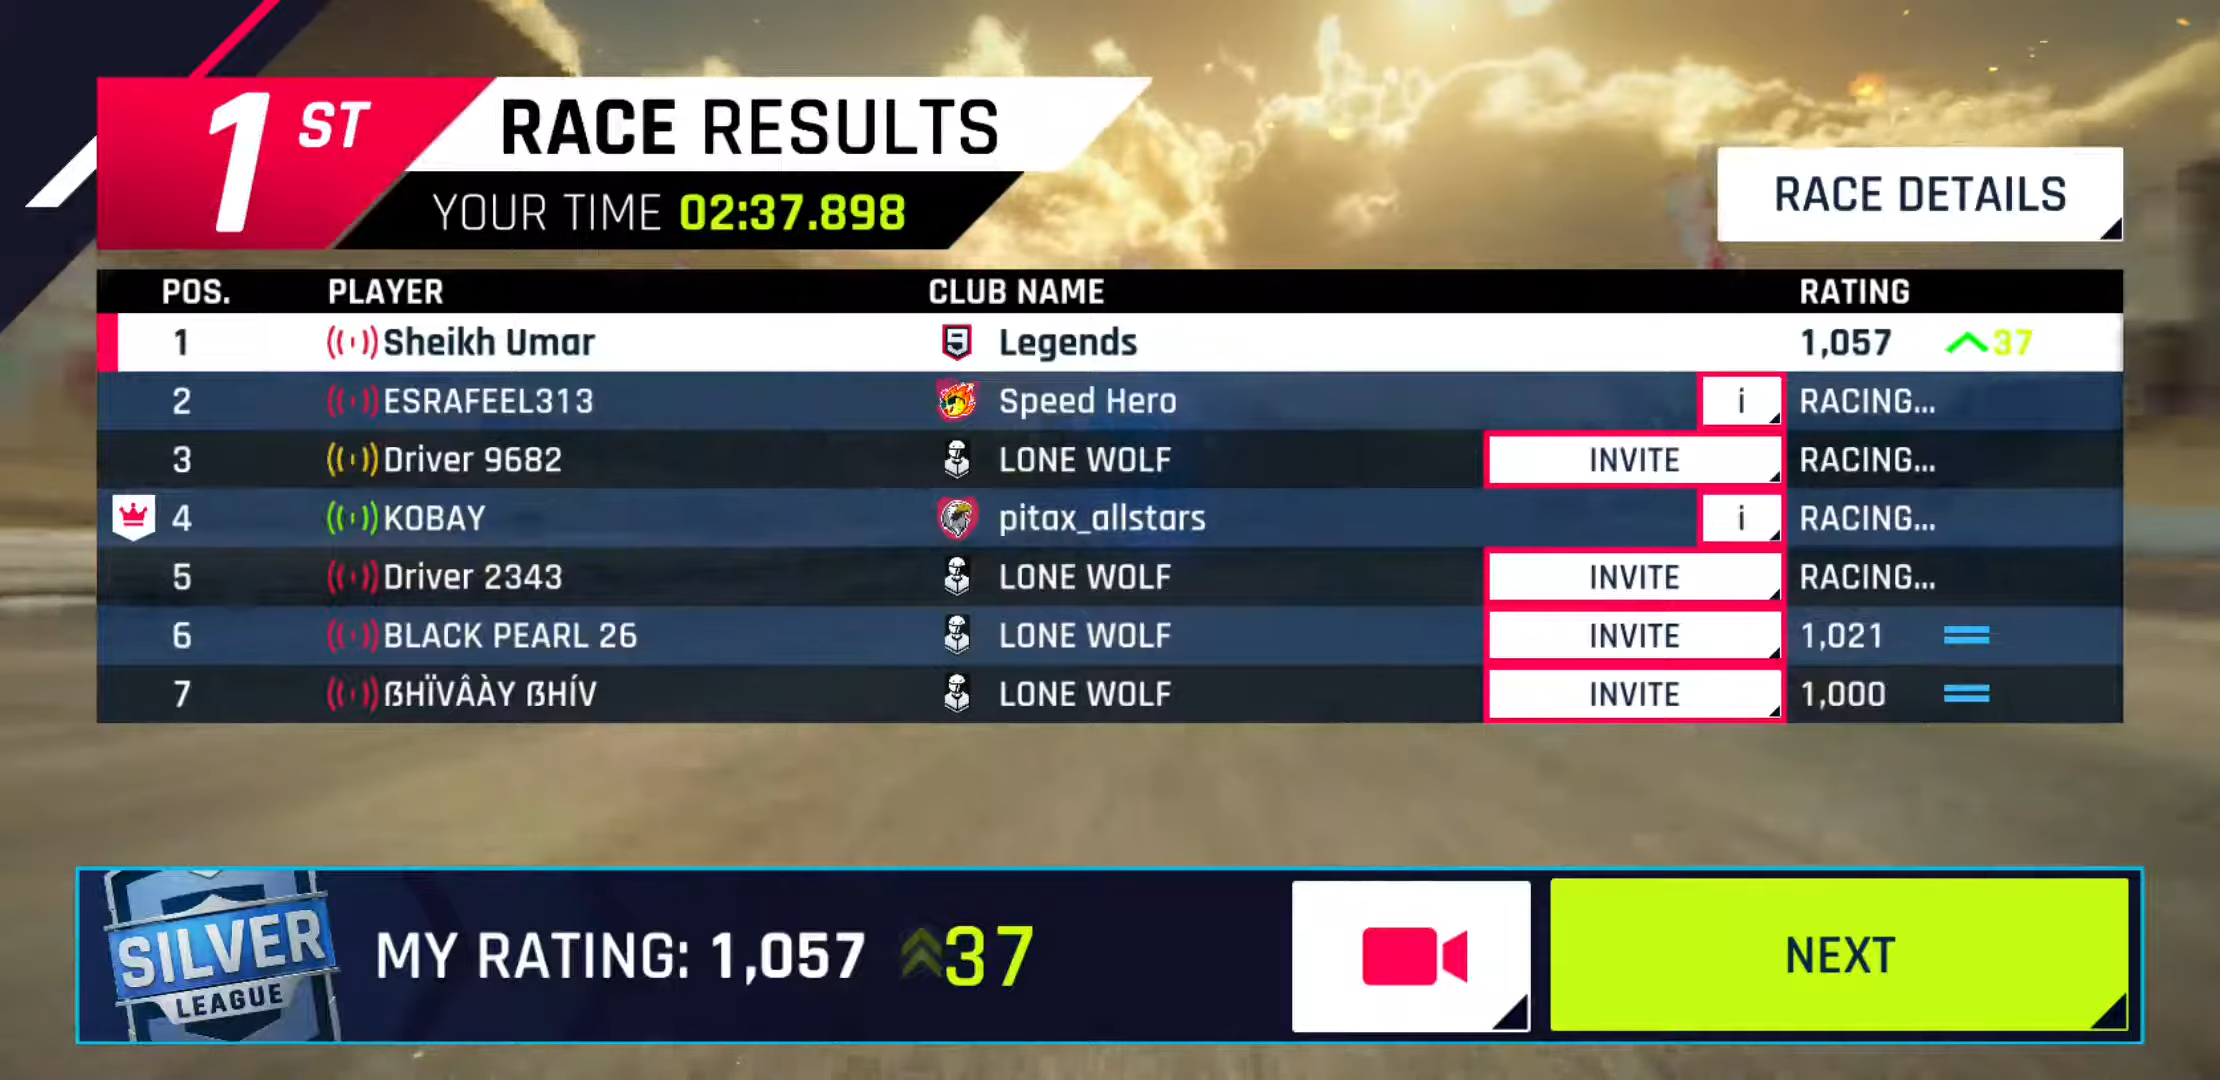 1ST
RACE RESULTS
YOUR TIME 02:37.898
RACE DETAILS
POS. PLAYER CLUB NAME RATING
1 Sheikh Umar 9 Legends 1,057 37
2 ESRAFEEL313 Speed Hero i RACING...
3 Driver 9682 LONE WOLF INVITE RACING...
4 KOBAY pitax_allstars i RACING...
5 Driver 2343 LONE WOLF INVITE RACING...
6 BLACK PEARL 26 LONE WOLF INVITE 1,021
7 ẞHÏVÂÀY ẞHÍV LONE WOLF INVITE 1,000
SILVER
LEAGUE
MY RATING: 1,057 37
NEXT